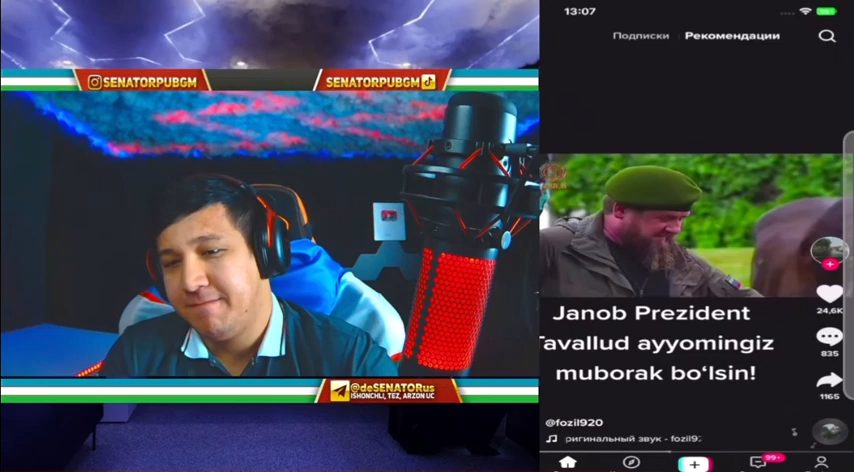 SENATORPUBGM
SENATORPUBGM
@deSENATORus
ISHONCHLI, TEZ, ARZON UC
13:07
Подписки
Рекомендации
Janob Prezident
Tavallud ayyomingiz
muborak bo‘lsin!
24,6K
835
1165
@fozil920
ригинальный звук - fozil92
99+